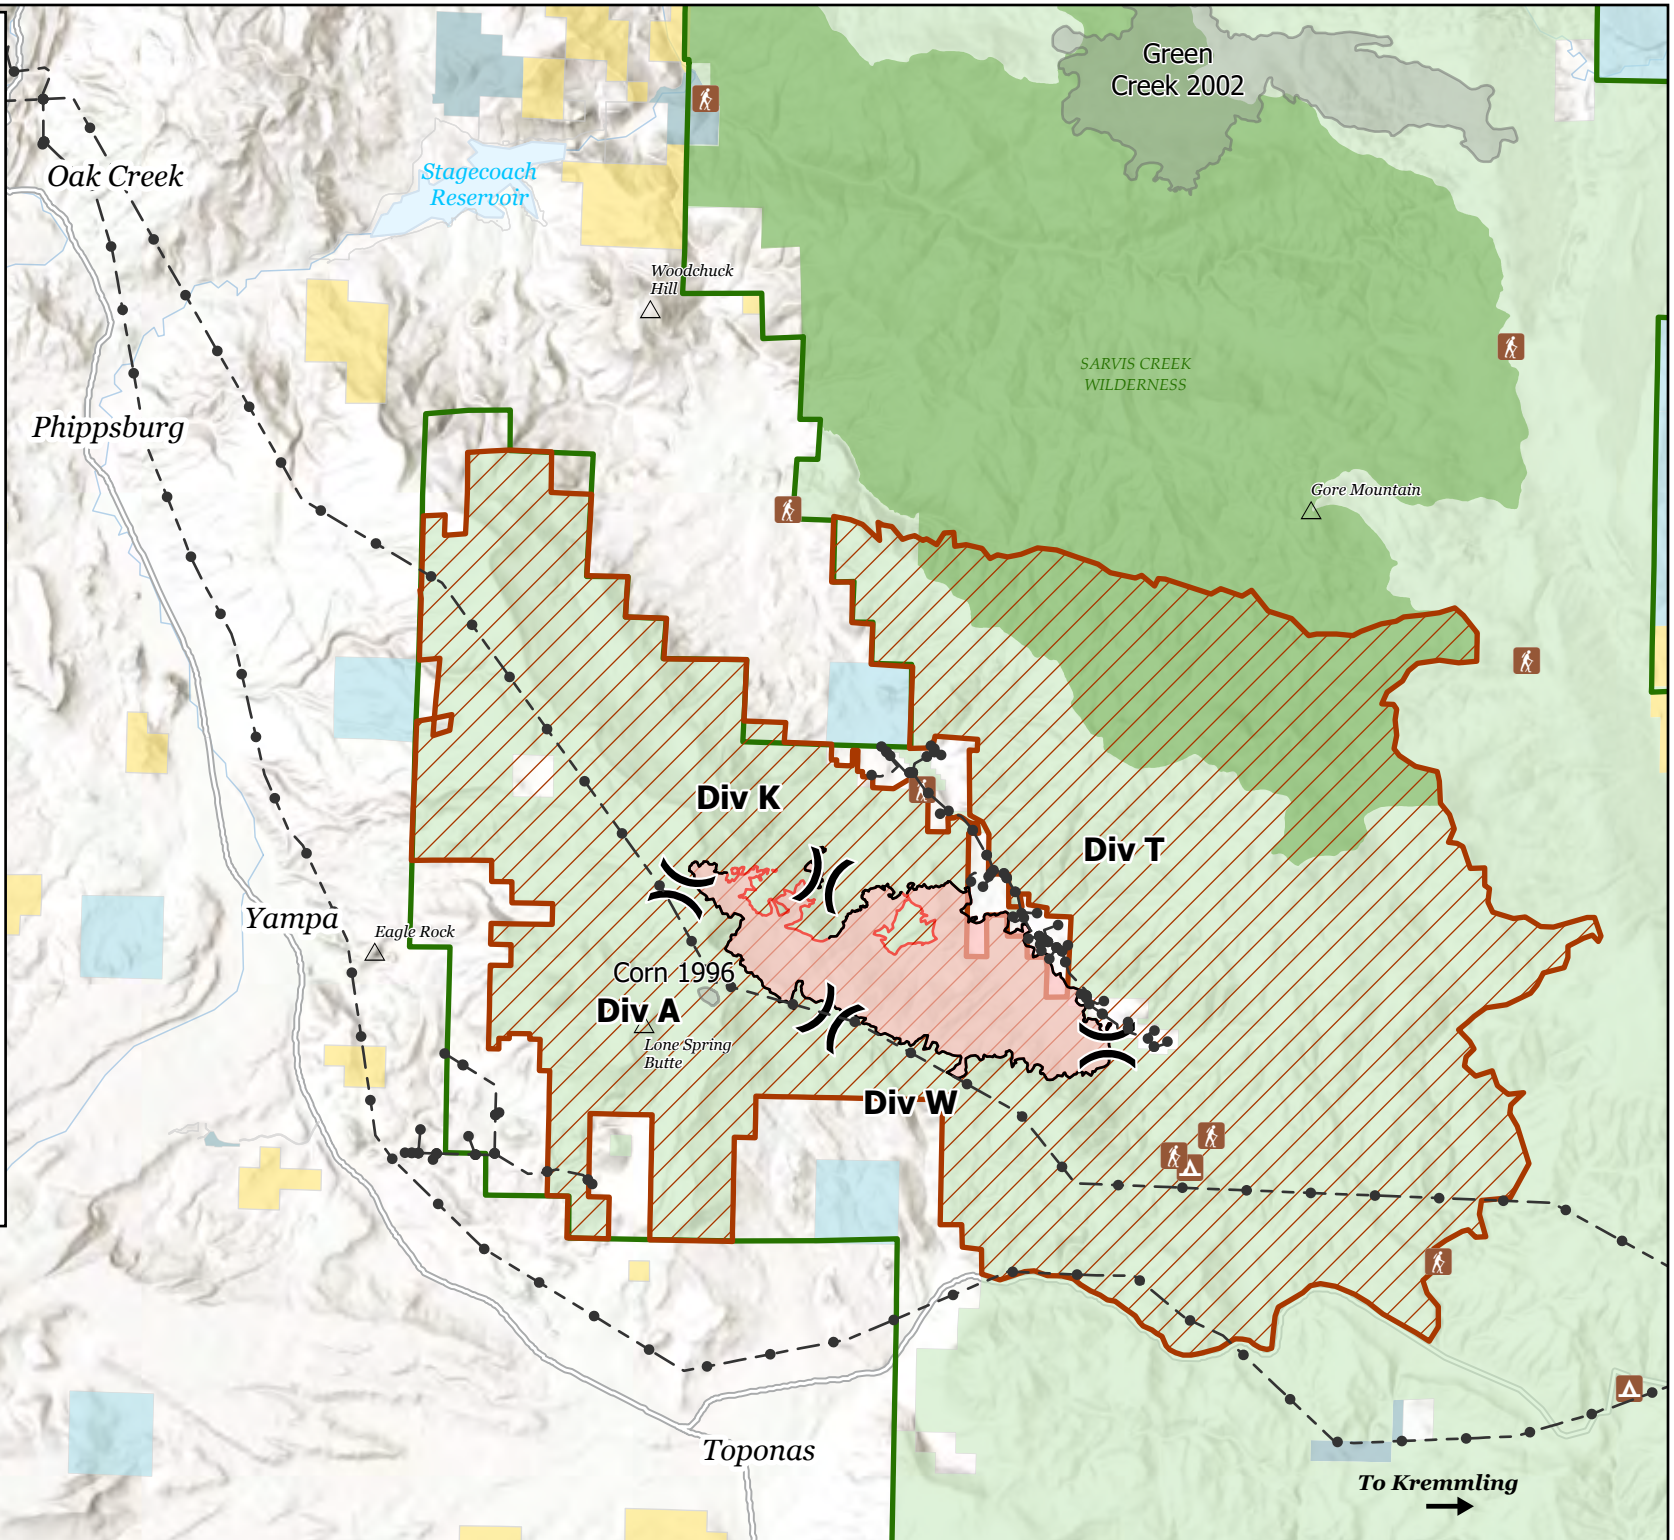 Green
Creek 2002
Oak Creek
Stagecoach
Reservoir
Woodchuck
Hill
SARVIS CREEK
WILDERNESS
Phippsburg
Gore Mountain
Div K
Div T
Yampa
Eagle Rock
Corn 1996
Div A
Lone Spring
Butte
Div W
Toponas
To Kremmling